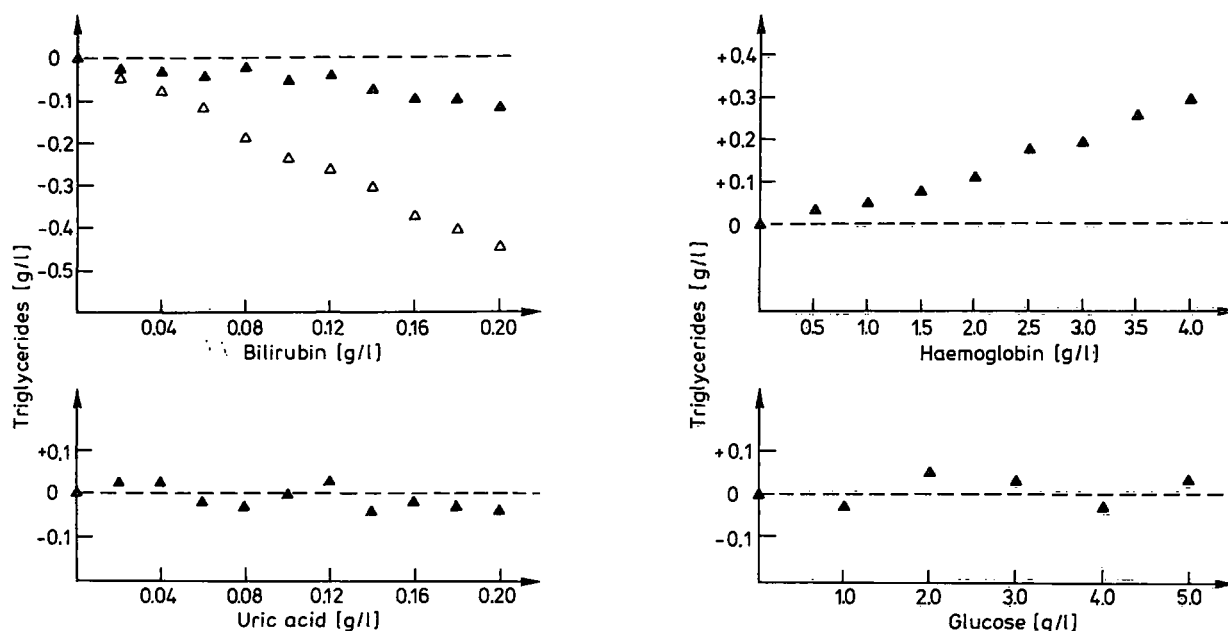 0
-0.1
-0.2
-0.3
-0.4
-0.5
0.04 0.08 0.12 0.16 0.20
Bilirubin [g/l]
+0.4
+0.3
+0.2
+0.1
0
0.5 1.0 1.5 2.0 2.5 3.0 3.5 4.0
Haemoglobin [g/l]
Triglycerides [g/l]
Triglycerides [g/l]
+0.1
0
-0.1
0.04 0.08 0.12 0.16 0.20
Uric acid [g/l]
+0.1
0
-0.1
1.0 2.0 3.0 4.0 5.0
Glucose [g/l]